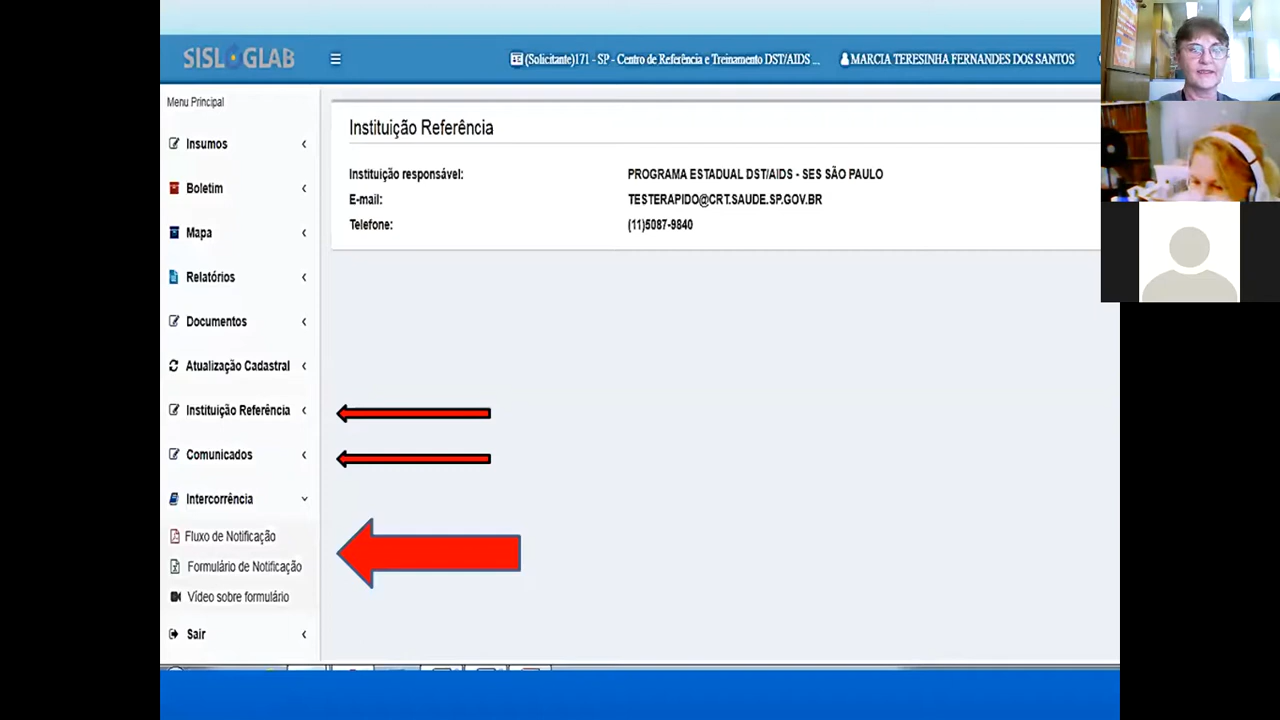 SISLOGLAB
(Solicitante)171 - SP - Centro de Referência e Treinamento DST/AIDS ...
MARCIA TERESINHA FERNANDES DOS SANTOS
Menu Principal
Insumos
Boletim
Mapa
Relatórios
Documentos
Atualização Cadastral
Instituição Referência
Comunicados
Intercorrência
Fluxo de Notificação
Formulário de Notificação
Vídeo sobre formulário
Sair
Instituição Referência
Instituição responsável: PROGRAMA ESTADUAL DST/AIDS - SES SÃO PAULO
E-mail: TESTERAPIDO@CRT.SAUDE.SP.GOV.BR
Telefone: (11)5087-9840